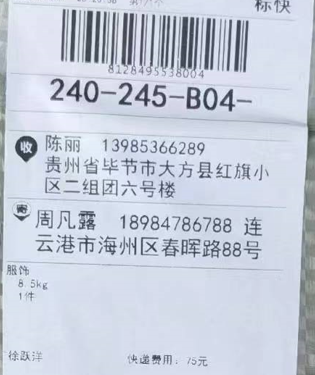 标快
8128495538004
240-245-B04-
收 陈丽 13985366289
贵州省毕节市大方县红旗小
区二组团六号楼
寄 周凡露 18984786788 连
云港市海州区春晖路88号
服饰
8.5kg
1件
徐跃洋 快递费用: 75元